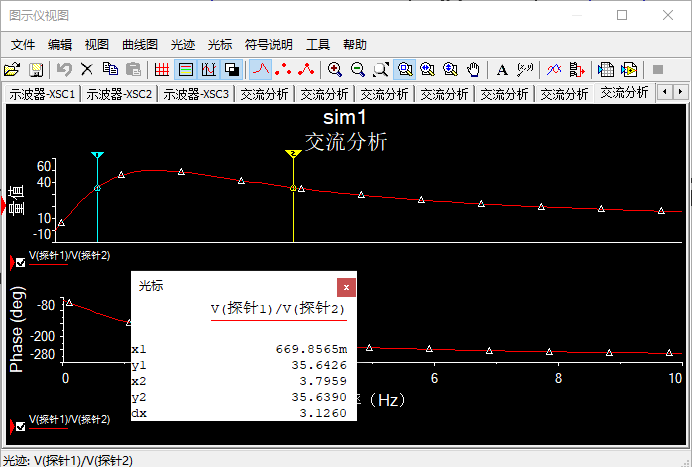 图示仪视图
文件 编辑 视图 曲线图 光迹 光标 符号说明 工具 帮助
A
示波器-XSC1 示波器-XSC2 示波器-XSC3 交流分析 交流分析 交流分析 交流分析 交流分析 交流分析 交流分析
sim1
交流分析
1 2
量值
60
40
10
-10
V(探针1)/V(探针2)
光标 x
V(探针1)/V(探针2)
x1 669.8565m
y1 35.6426
x2 3.7959
y2 35.6390
dx 3.1260
Phase (deg)
-80
-200
-280
0 6 8 10
(Hz)
V(探针1)/V(探针2)
光迹: V(探针1)/V(探针2)